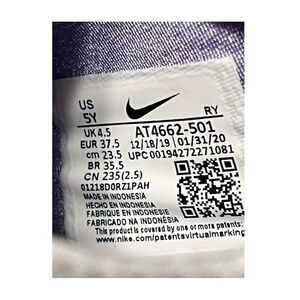 US
5Y
RY
UK 4.5
AT4662-501
EUR 37.5
12/18/19
01/31/20
cm 23.5
UPC 00194272271081
BR 35.5
CN 235(2.5)
01218D0RZ1PAH
MADE IN INDONESIA
HECHO EN INDONESIA
FABRIQUE EN INDONESIE
FABRICADO NA INDONÉSIA
This product is covered by one or more patents:
www.nike.com/patentsvirtualmarking